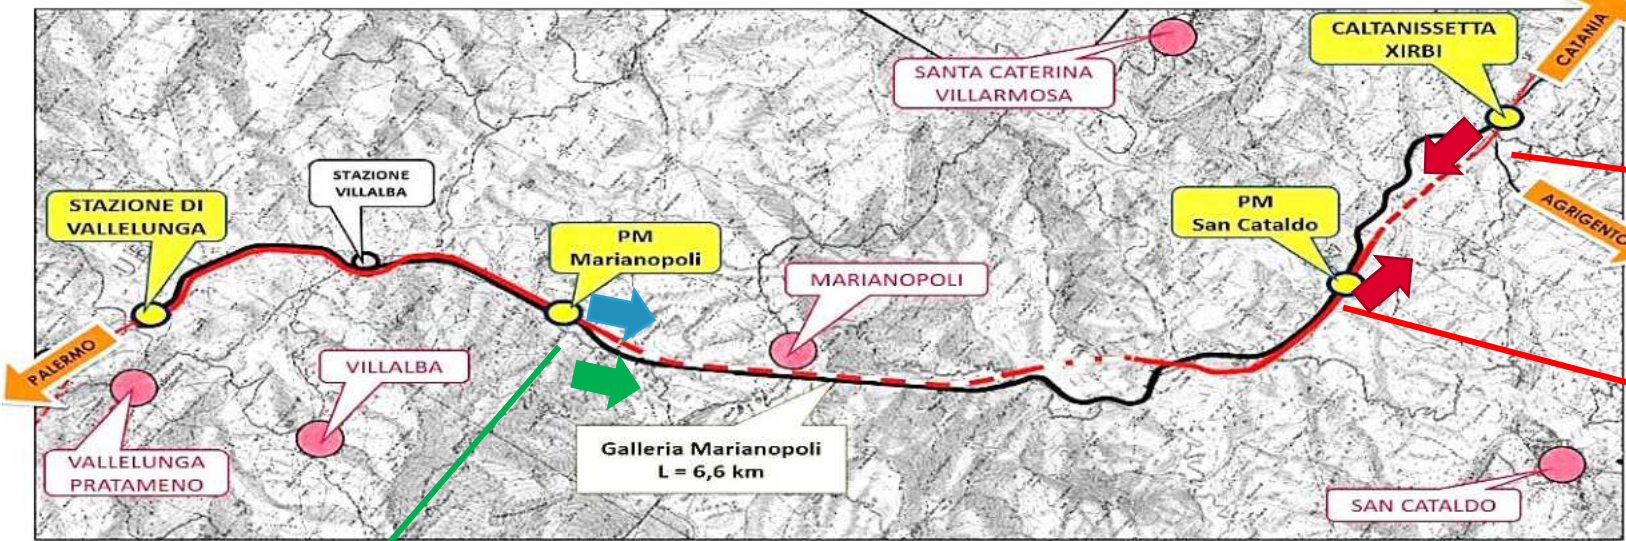 CALTANISSETTA
XIRBI
CATANIA
SANTA CATERINA
VILLARMOSA
STAZIONE
VILLALBA
STAZIONE DI
VALLELUNGA
PM
San Cataldo
AGRIGENTO
PM
Marianopoli
MARIANOPOLI
PALERMO
VILLALBA
Galleria Marianopoli
L = 6,6 km
VALLELUNGA
PRATAMENO
SAN CATALDO